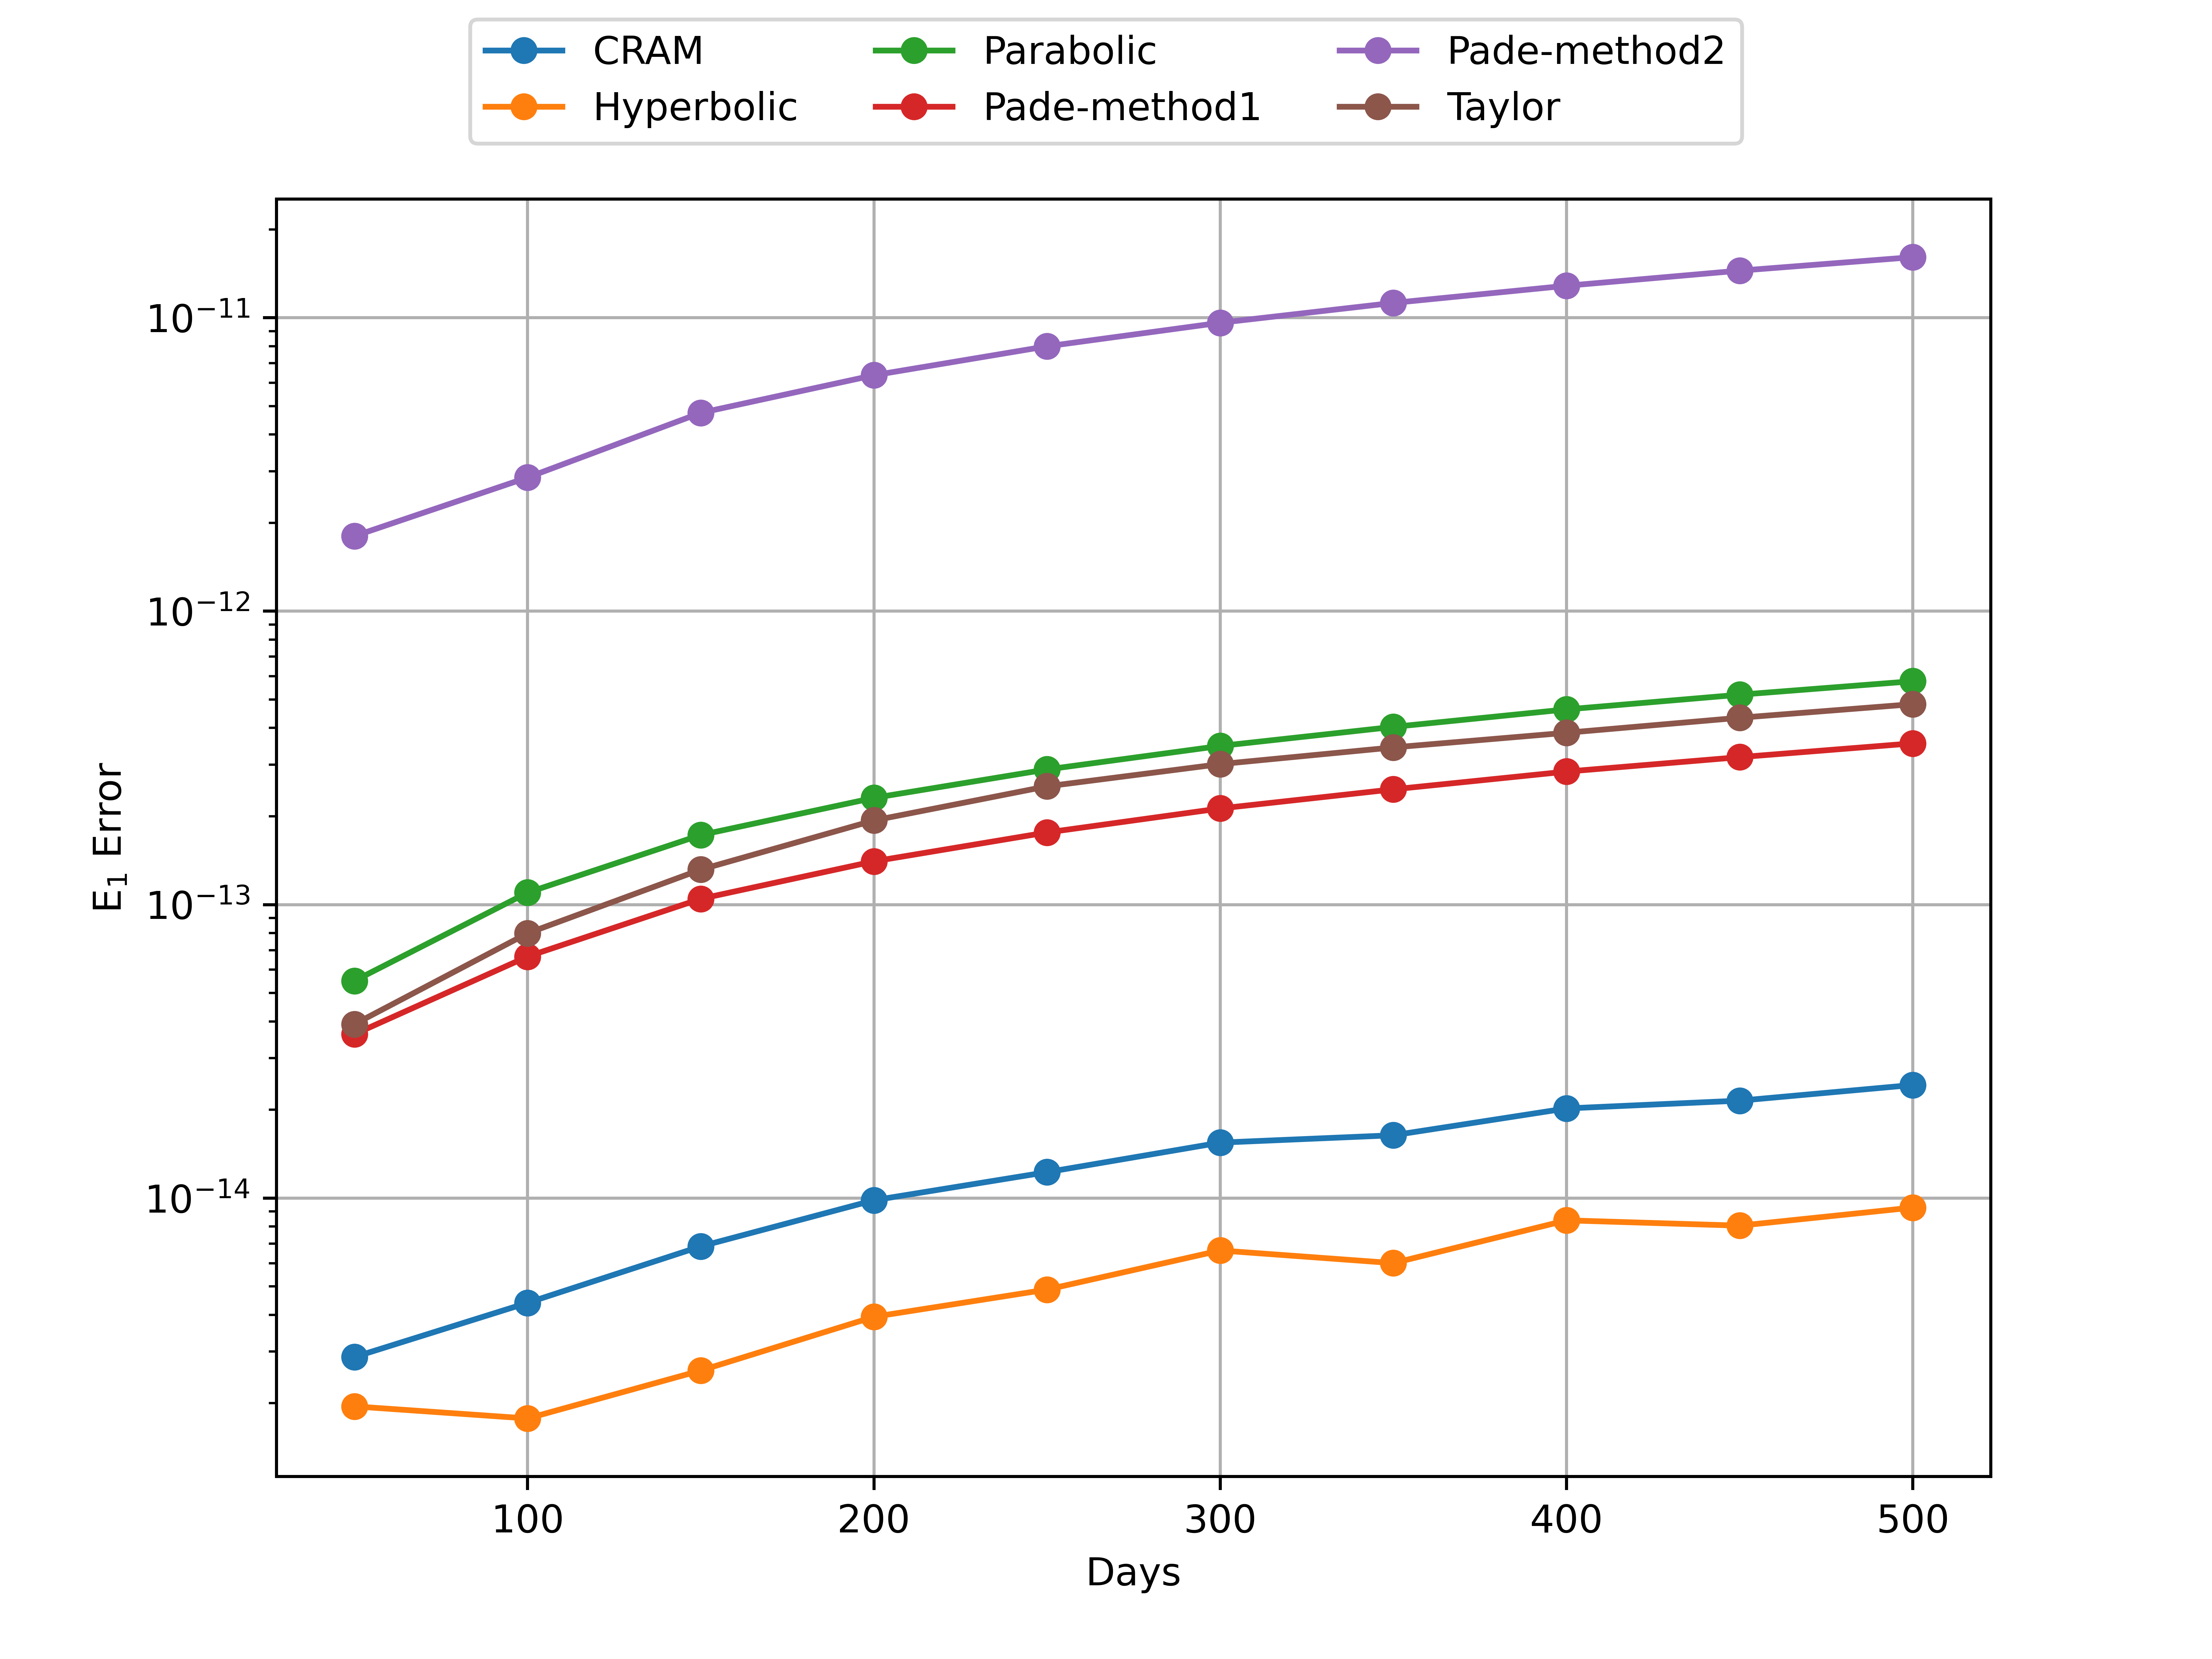 CRAM Parabolic Pade-method2
Hyperbolic Pade-method1 Taylor
10⁻¹¹
10⁻¹²
10⁻¹³
10⁻¹⁴
E₁ Error
100 200 300 400 500
Days